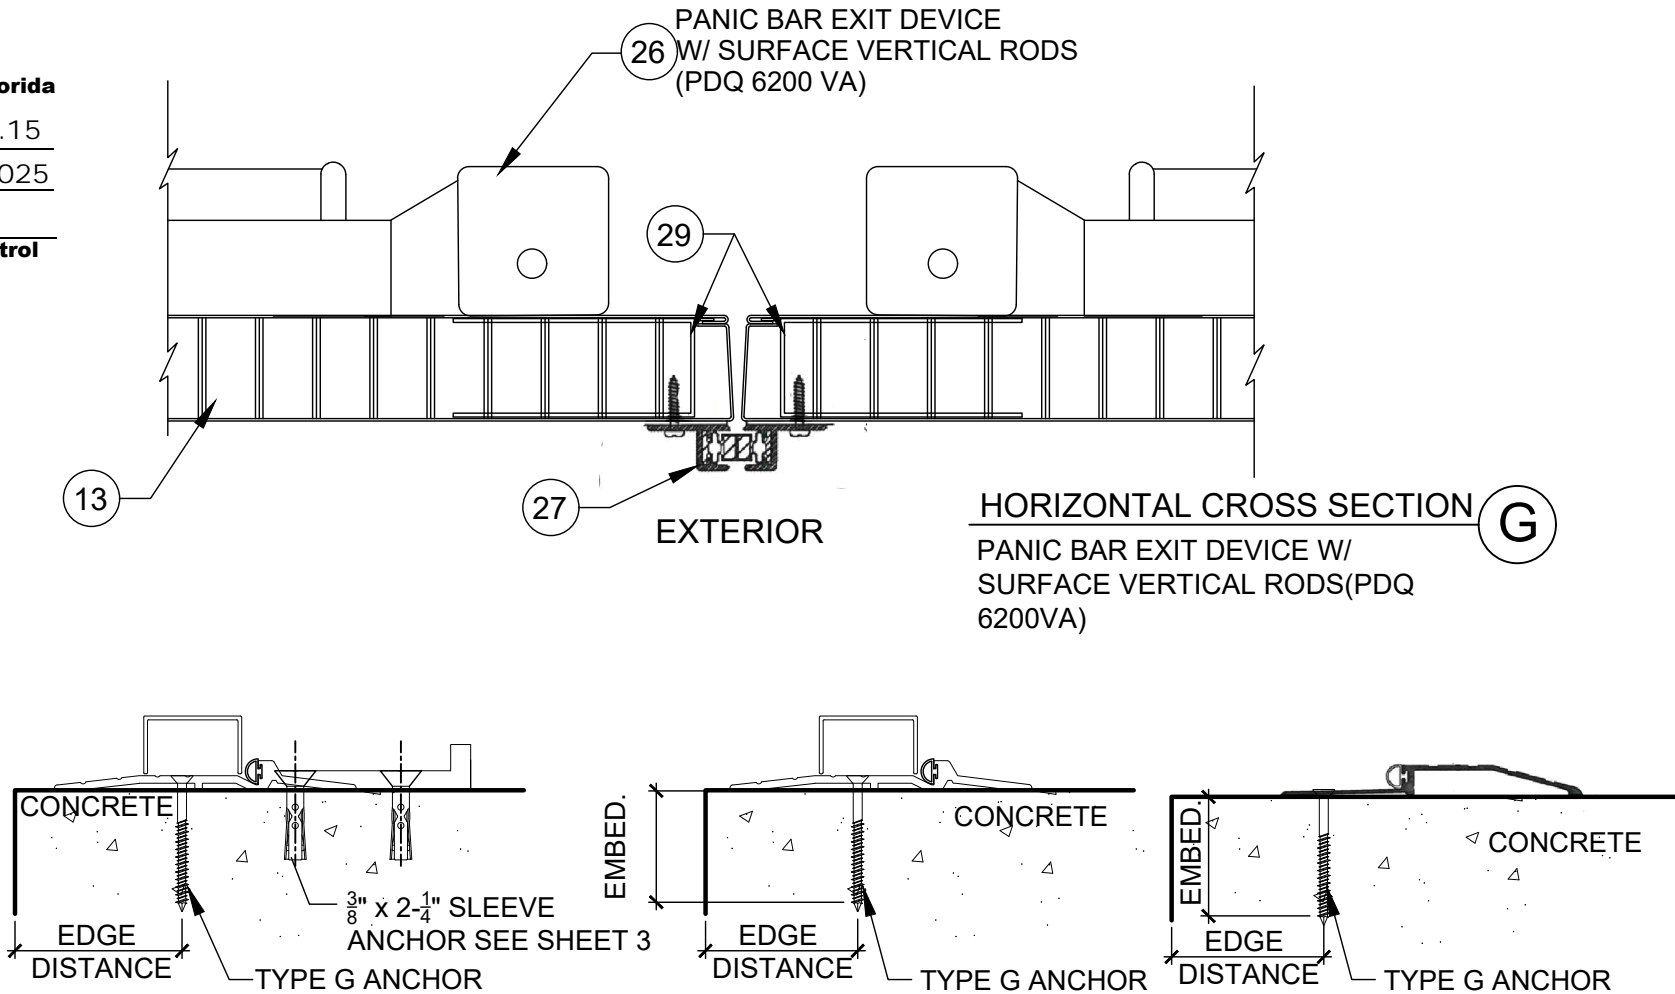 PANIC BAR EXIT DEVICE
26 W/ SURFACE VERTICAL RODS
(PDQ 6200 VA)
orida
.15
025
trol
29
13
27
EXTERIOR
HORIZONTAL CROSS SECTION
G
PANIC BAR EXIT DEVICE W/
SURFACE VERTICAL RODS(PDQ
6200VA)
CONCRETE
3/8" x 2-1/4" SLEEVE
ANCHOR SEE SHEET 3
EDGE
DISTANCE
TYPE G ANCHOR
EMBED.
CONCRETE
EDGE
DISTANCE
TYPE G ANCHOR
EMBED.
CONCRETE
EDGE
DISTANCE
TYPE G ANCHOR